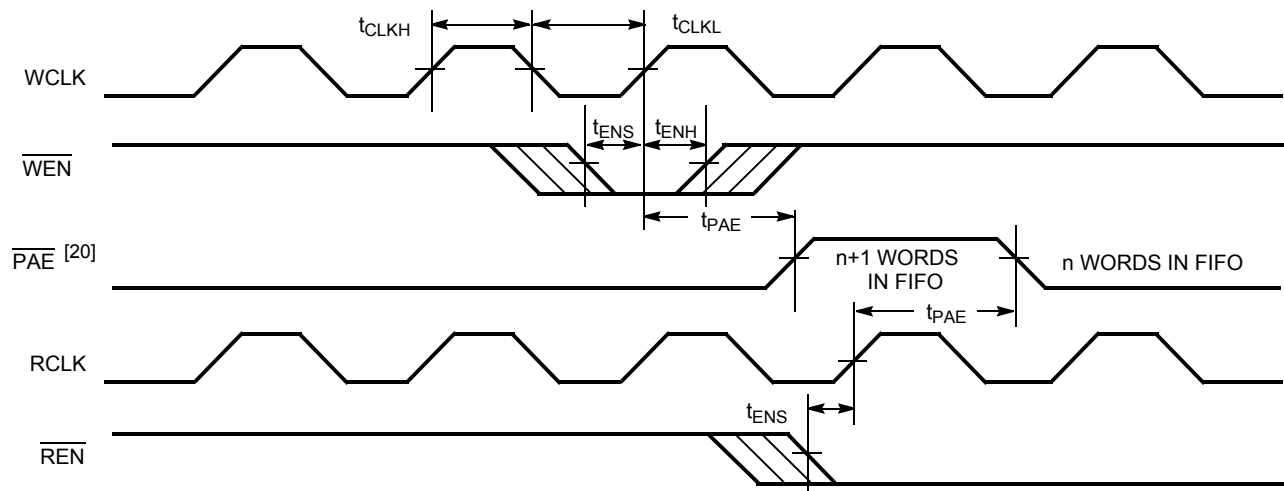 tCLKH
tCLKL
WCLK
tENS
tENH
WEN
tPAE
PAE [20]
n+1 WORDS
IN FIFO
n WORDS IN FIFO
tPAE
RCLK
tENS
REN